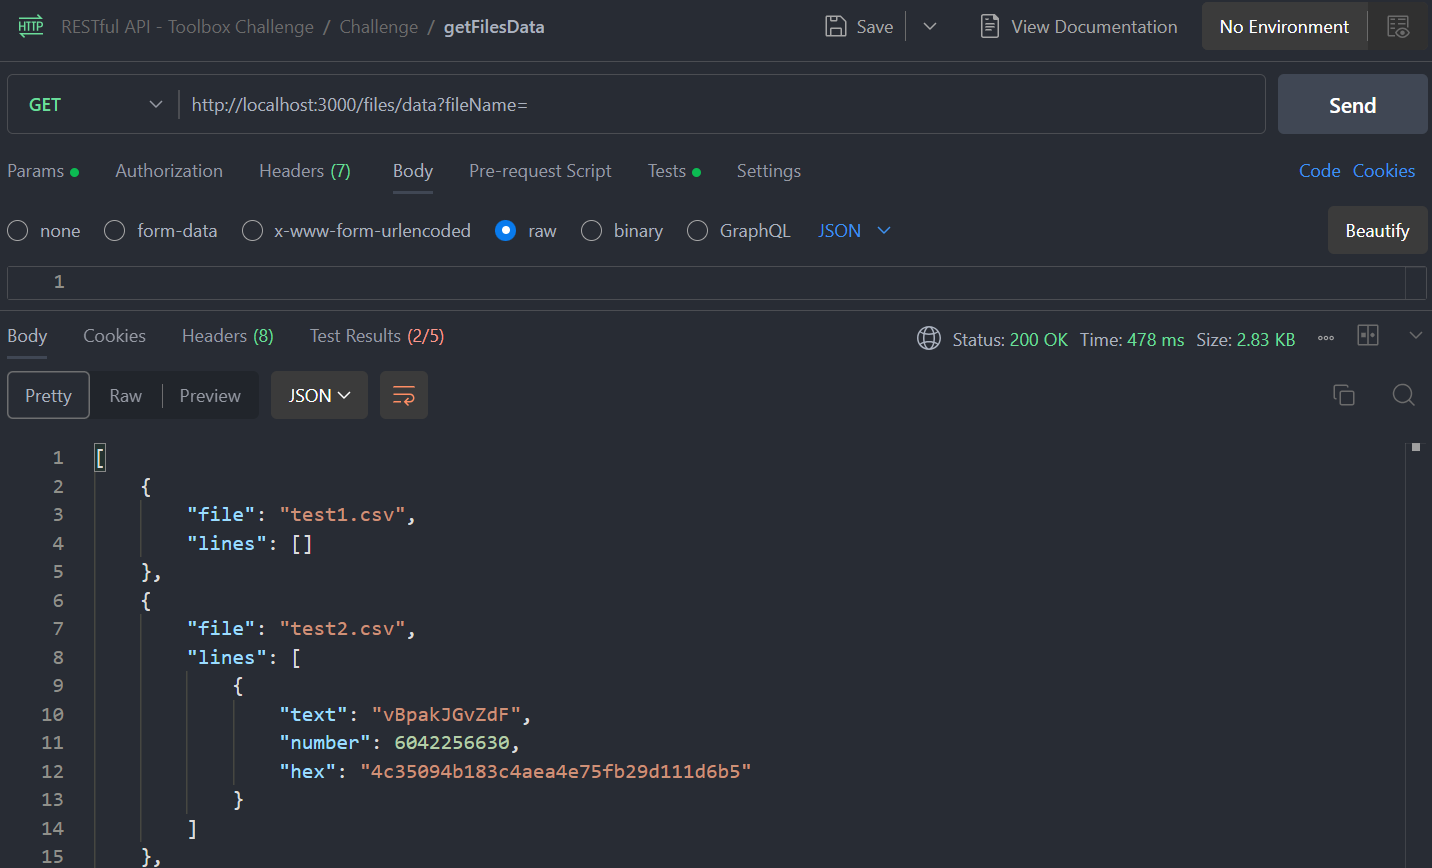 HTTP RESTful API - Toolbox Challenge / Challenge / getFilesData Save View Documentation No Environment
GET http://localhost:3000/files/data?fileName= Send
Params Authorization Headers (7) Body Pre-request Script Tests Settings Code Cookies
none form-data x-www-form-urlencoded raw binary GraphQL JSON Beautify
1
Body Cookies Headers (8) Test Results (2/5) Status: 200 OK Time: 478 ms Size: 2.83 KB
Pretty Raw Preview JSON
1 [
2 {
3 "file": "test1.csv",
4 "lines": []
5 },
6 {
7 "file": "test2.csv",
8 "lines": [
9 {
10 "text": "vBpakJGvZdF",
11 "number": 6042256630,
12 "hex": "4c35094b183c4aea4e75fb29d111d6b5"
13 }
14 ]
15 },